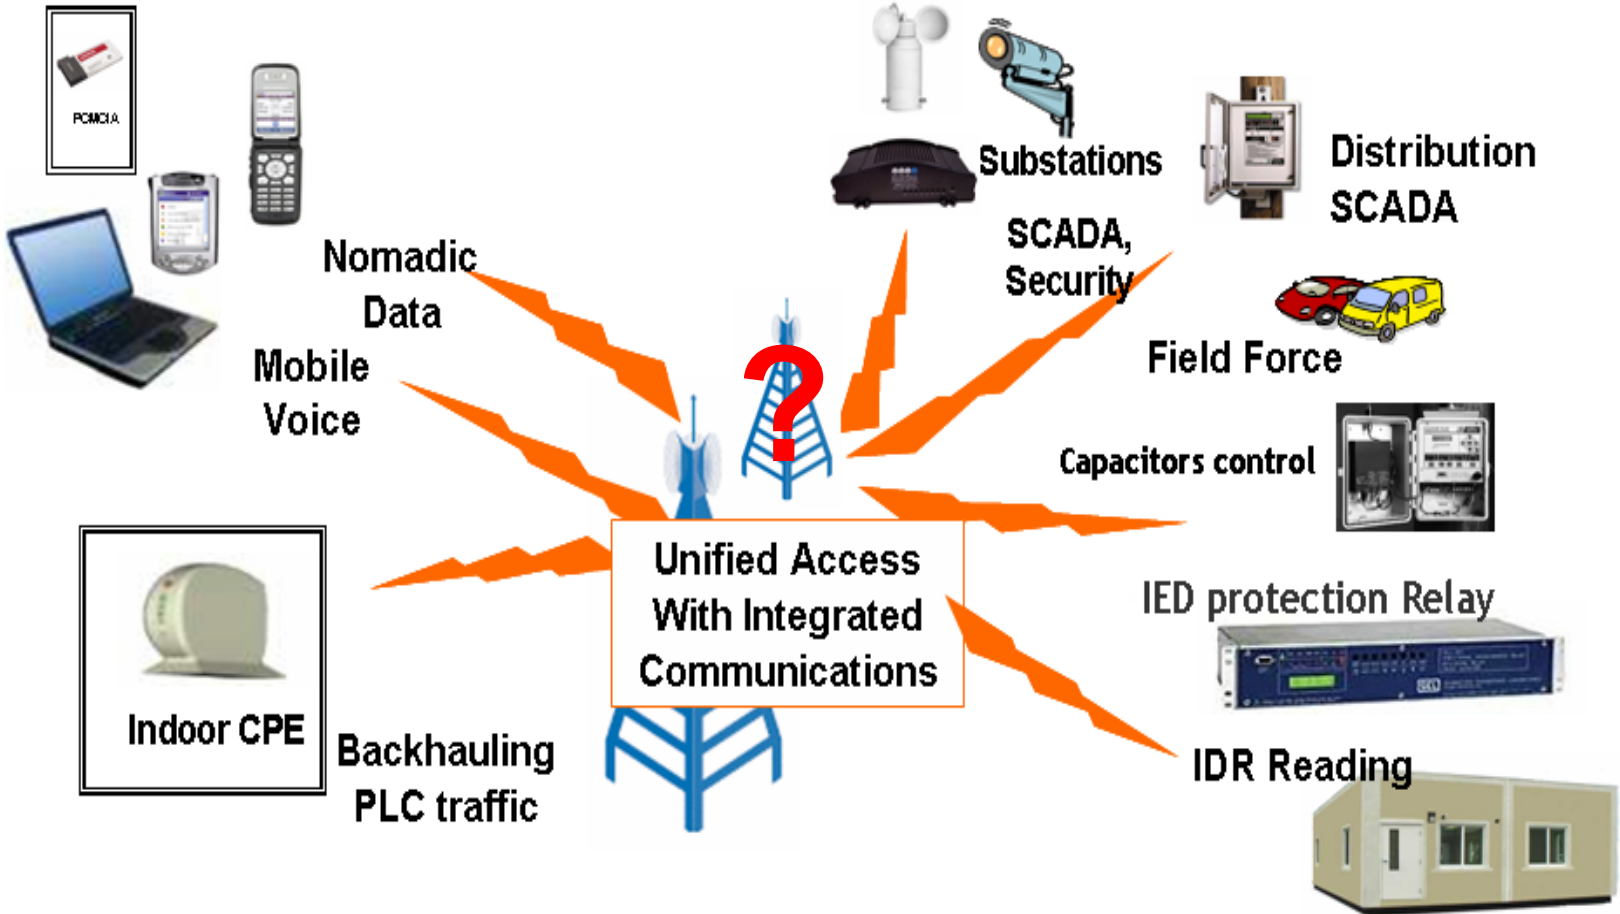 PCMCIA
Nomadic
Data
Mobile
Voice
Substations
SCADA,
Security
Distribution
SCADA
Field Force
?
Capacitors control
Unified Access
With Integrated
Communications
IED protection Relay
SEL
Indoor CPE
Backhauling
PLC traffic
IDR Reading